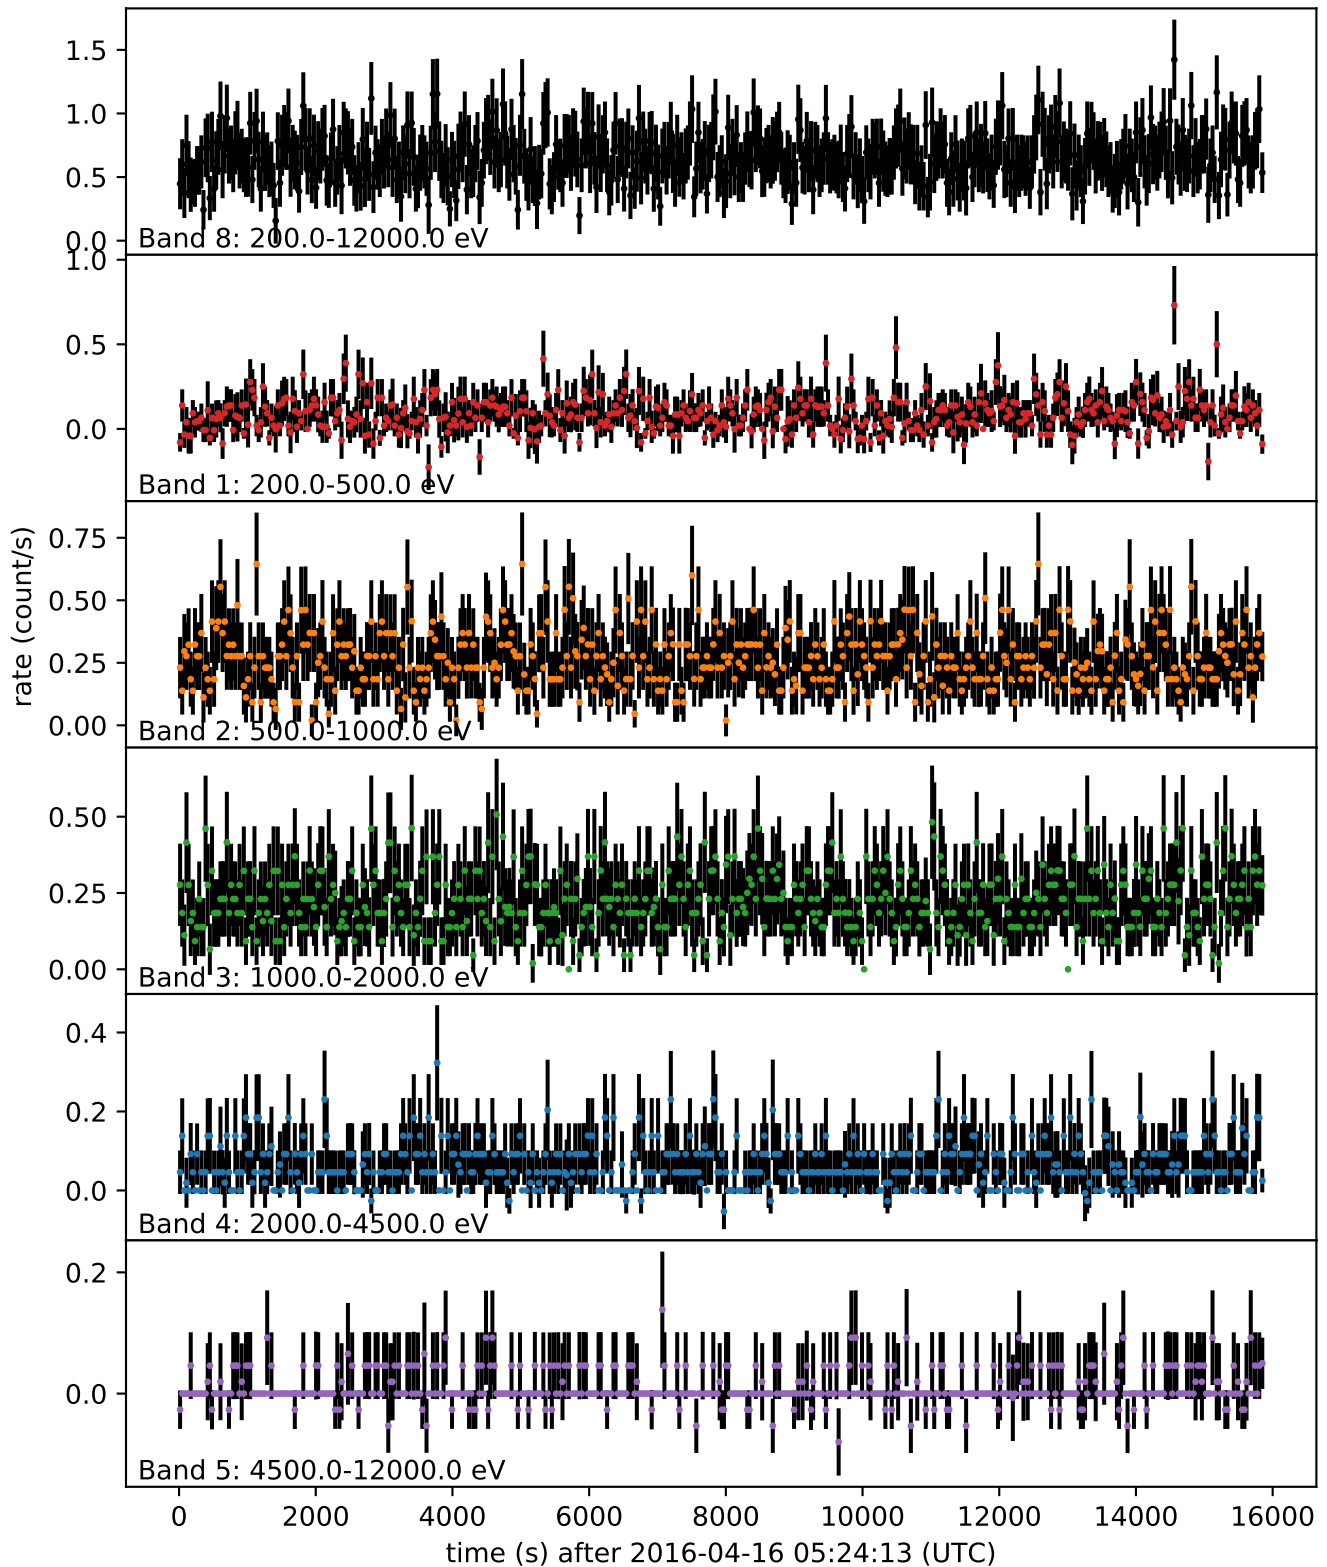 1.5
1.0
0.5
0.0
Band 8: 200.0-12000.0 eV
1.0
0.5
0.0
Band 1: 200.0-500.0 eV
rate (count/s)
0.75
0.50
0.25
0.00
Band 2: 500.0-1000.0 eV
0.50
0.25
0.00
Band 3: 1000.0-2000.0 eV
0.4
0.2
0.0
Band 4: 2000.0-4500.0 eV
0.2
0.0
Band 5: 4500.0-12000.0 eV
0 2000 4000 6000 8000 10000 12000 14000 16000
time (s) after 2016-04-16 05:24:13 (UTC)